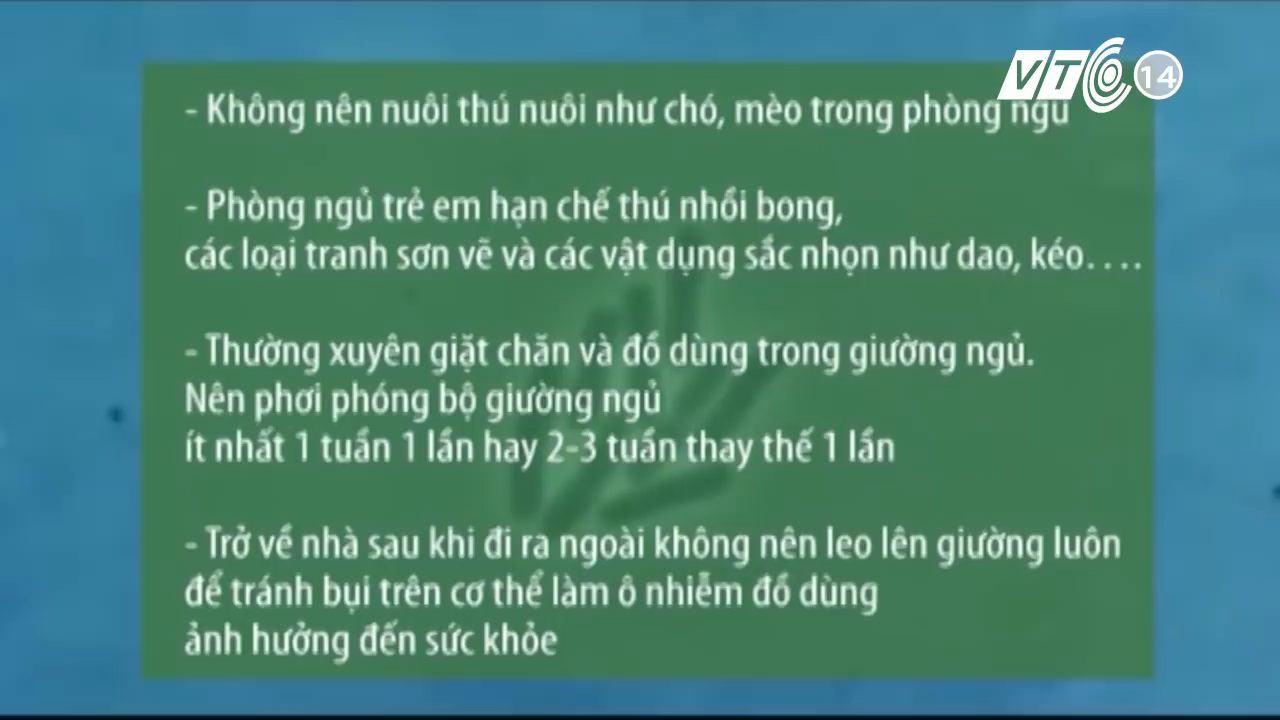 VTC 14
- Không nên nuôi thú nuôi như chó, mèo trong phòng ngủ
- Phòng ngủ trẻ em hạn chế thú nhồi bong,
các loại tranh sơn vẽ và các vật dụng sắc nhọn như dao, kéo….
- Thường xuyên giặt chăn và đồ dùng trong giường ngủ.
Nên phơi phóng bộ giường ngủ
ít nhất 1 tuần 1 lần hay 2-3 tuần thay thế 1 lần
- Trở về nhà sau khi đi ra ngoài không nên leo lên giường luôn
để tránh bụi trên cơ thể làm ô nhiễm đồ dùng
ảnh hưởng đến sức khỏe